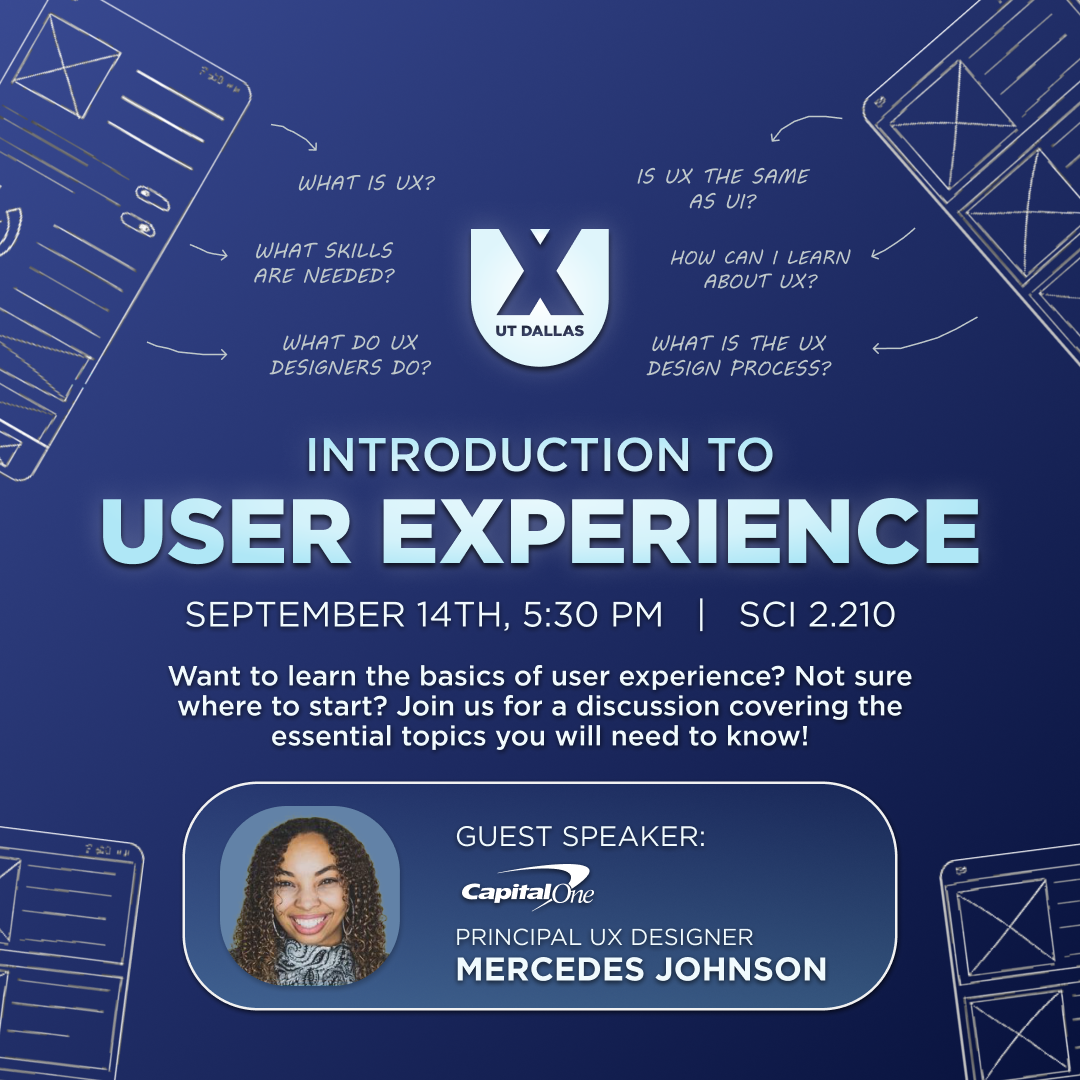 WHAT IS UX?
WHAT SKILLS
ARE NEEDED?
WHAT DO UX
DESIGNERS DO?
IS UX THE SAME
AS UI?
HOW CAN I LEARN
ABOUT UX?
WHAT IS THE UX
DESIGN PROCESS?
UX
UT DALLAS
INTRODUCTION TO
USER EXPERIENCE
SEPTEMBER 14TH, 5:30 PM | SCI 2.210
Want to learn the basics of user experience? Not sure
where to start? Join us for a discussion covering the
essential topics you will need to know!
GUEST SPEAKER:
CapitalOne
PRINCIPAL UX DESIGNER
MERCEDES JOHNSON